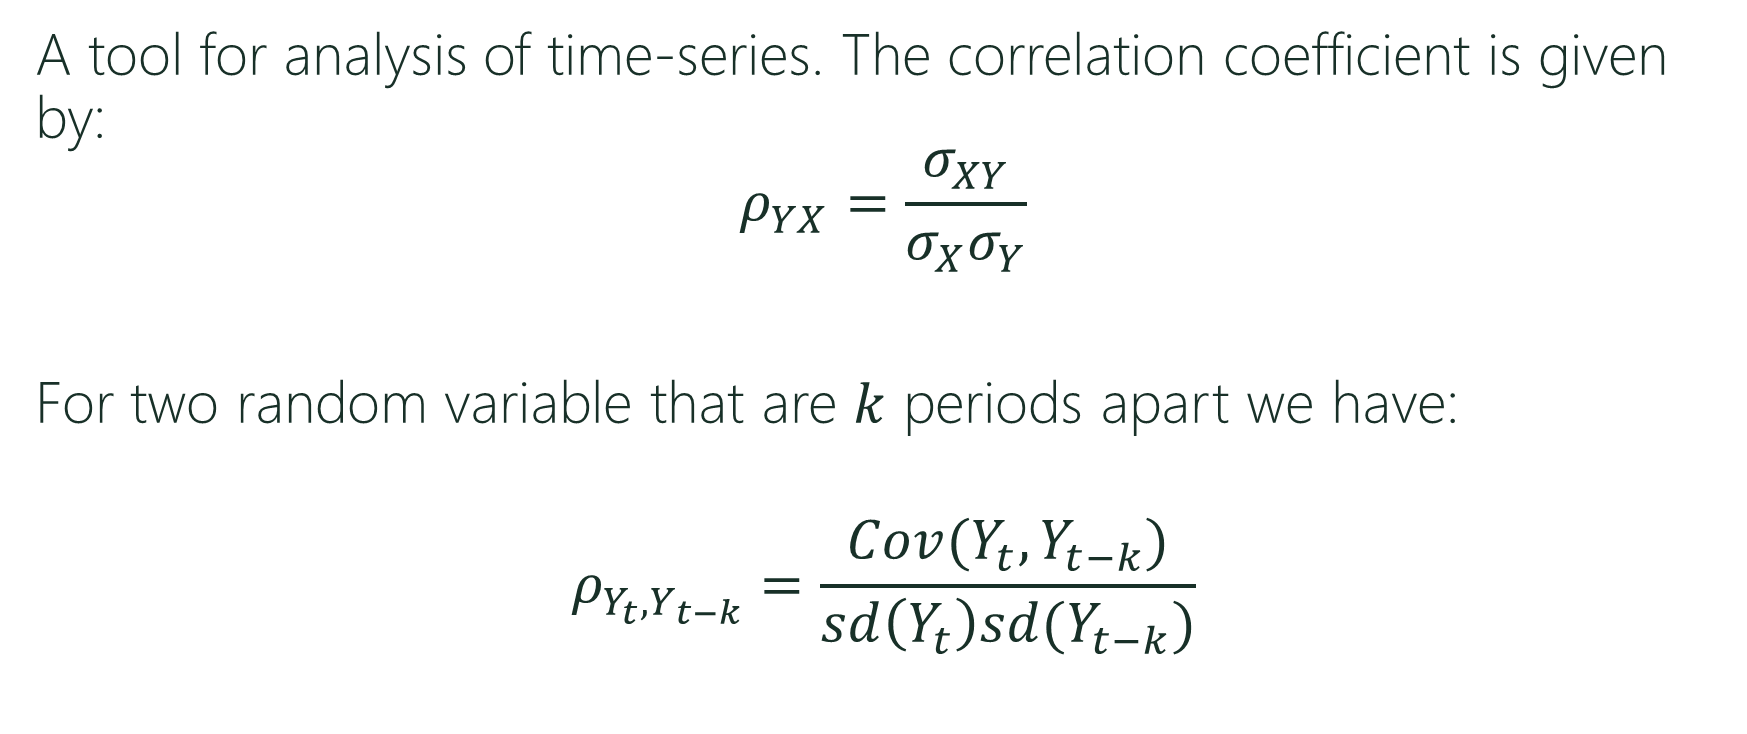 A tool for analysis of time-series. The correlation coefficient is given
by:
ρ_YX = σ_XY / σ_X σ_Y
For two random variable that are k periods apart we have:
ρ_{Y_t,Y_{t−k}} = Cov(Y_t, Y_{t−k}) / sd(Y_t)sd(Y_{t−k})